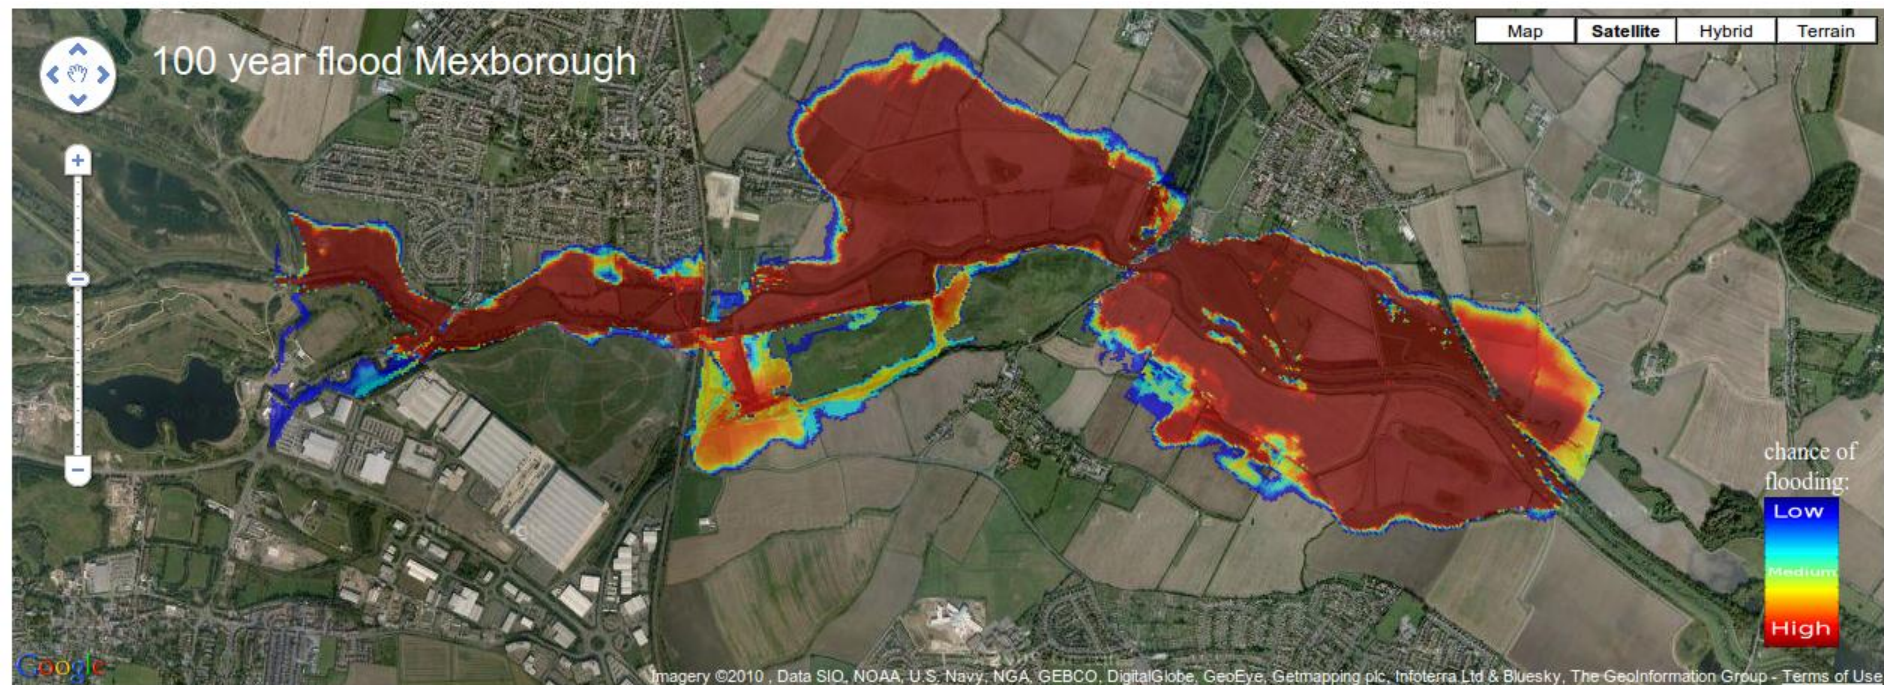 100 year flood Mexborough
Map
Satellite
Hybrid
Terrain
+
-
chance of
flooding:
Low
Medium
High
Google
Imagery ©2010 , Data SIO, NOAA, U.S. Navy, NGA, GEBCO, DigitalGlobe, GeoEye, Getmapping plc, Infoterra Ltd & Bluesky, The GeoInformation Group - Terms of Use